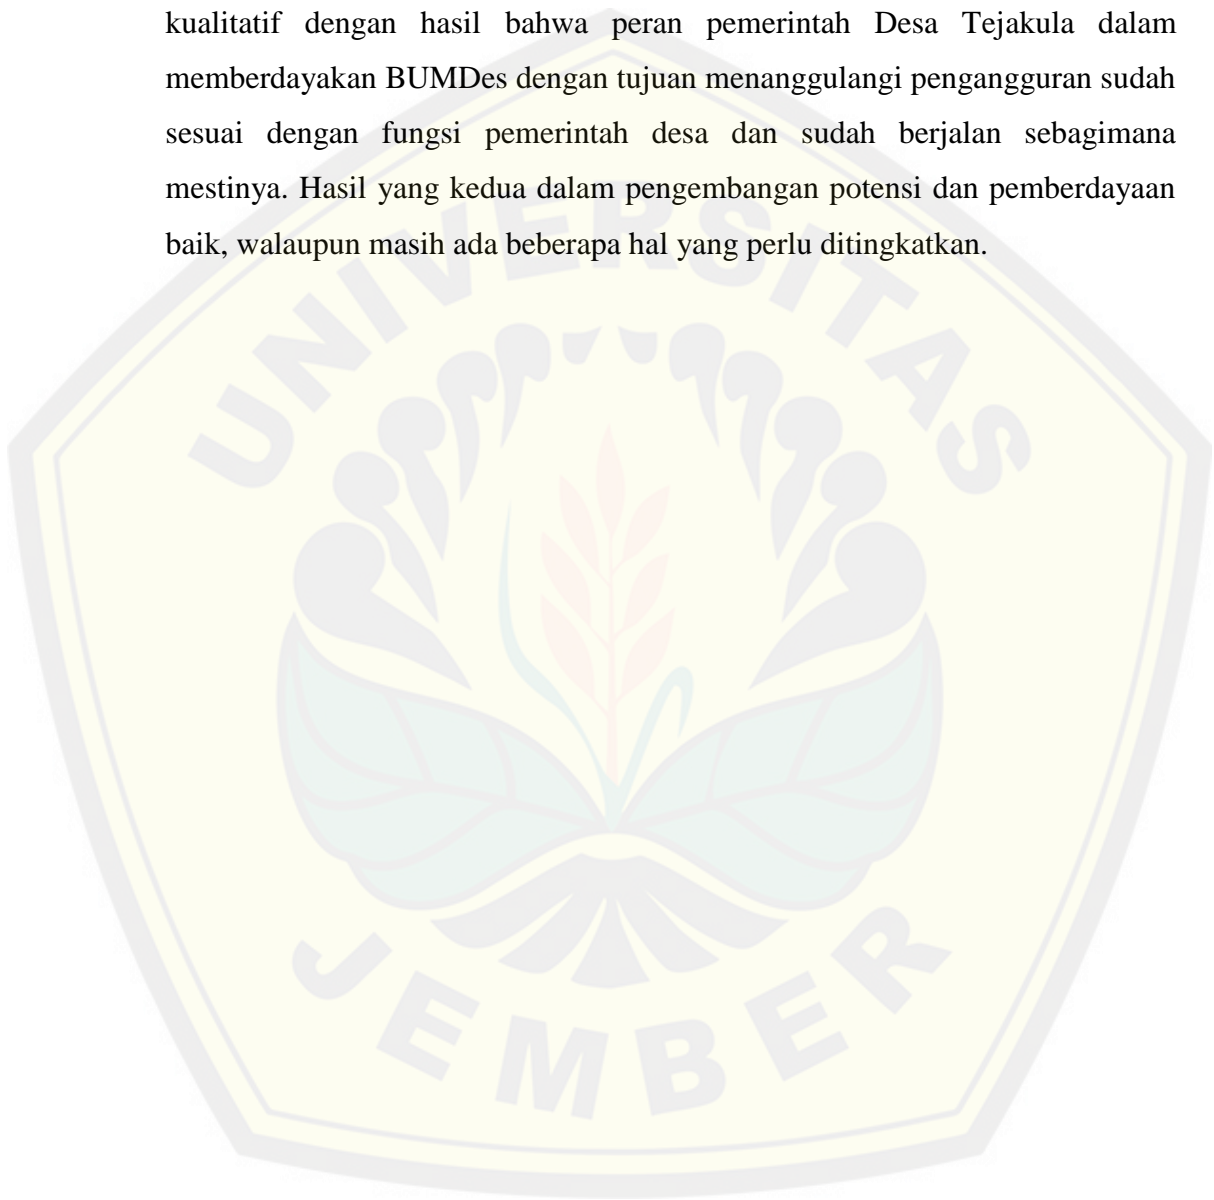 kualitatif dengan hasil bahwa peran pemerintah Desa Tejakula dalam
memberdayakan BUMDes dengan tujuan menanggulangi pengangguran sudah
sesuai dengan fungsi pemerintah desa dan sudah berjalan sebagimana
mestinya. Hasil yang kedua dalam pengembangan potensi dan pemberdayaan
baik, walaupun masih ada beberapa hal yang perlu ditingkatkan.
UNIVERSITAS
JEMBER